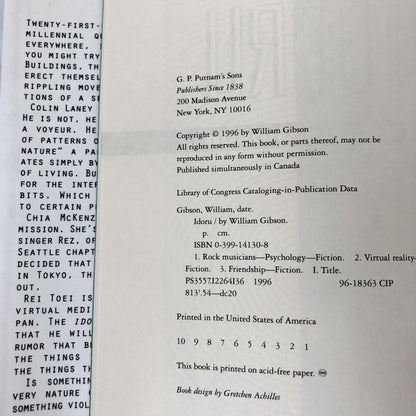 TWENTY-FIRST-
MILLENNIAL
EVERYWHERE,
YOU MIGHT TRY
BUILDINGS, TH
ERECT THEMSEL
RIPPLING MOVE
TIONS OF A SE
COLIN LANEY
HE IS NOT, HE
A VOYEUR. HE
OF PATTERNS O
NATURE" A PA
ATES SIMPLY BY
OF LIVING. BU
FOR THE INTER
BITS. WHICH
TO CERTAIN P
CHIA MCKENZ
MISSION. SHE'S
SINGER REZ, OF
SEATTLE CHAPT
DECIDED THAT
IN TOKYO, TH
OUT.
REI TOEI IS
VIRTUAL MEDI
PAN. THE IDO
THAT HE WILL
RUMOR THAT B
THE THINGS
THE THINGS TH
IS SOMETHIN
VERY NATURE
SOMETHING VIOL
G. P. Putnam's Sons
Publishers Since 1838
200 Madison Avenue
New York, NY 10016
Copyright © 1996 by William Gibson
All rights reserved. This book, or parts thereof, may not be
reproduced in any form without permission.
Published simultaneously in Canada
Library of Congress Cataloging-in-Publication Data
Gibson, William, date.
Idoru / by William Gibson.
p. cm.
ISBN 0-399-14130-8
1. Rock musicians—Psychology—Fiction. 2. Virtual reality—
Fiction. 3. Friendship—Fiction. I. Title.
PS3557.I2264I36 1996 96-18363 CIP
813'.54—dc20
Printed in the United States of America
10 9 8 7 6 5 4 3 2 1
This book is printed on acid-free paper. ♾
Book design by Gretchen Achilles